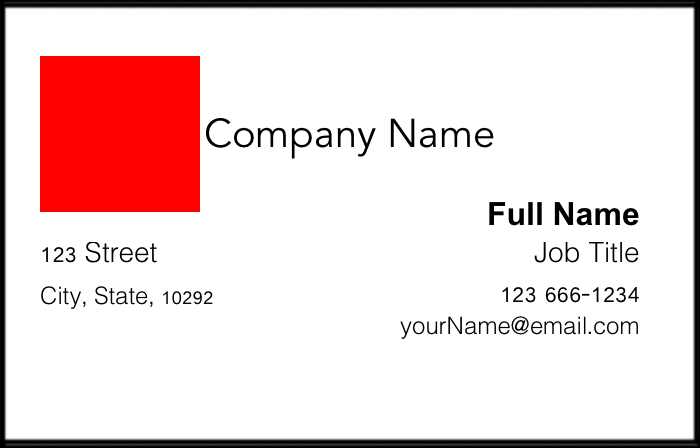 Company Name
Full Name
Job Title
123 Street
City, State, 10292
123 666-1234
yourName@email.com